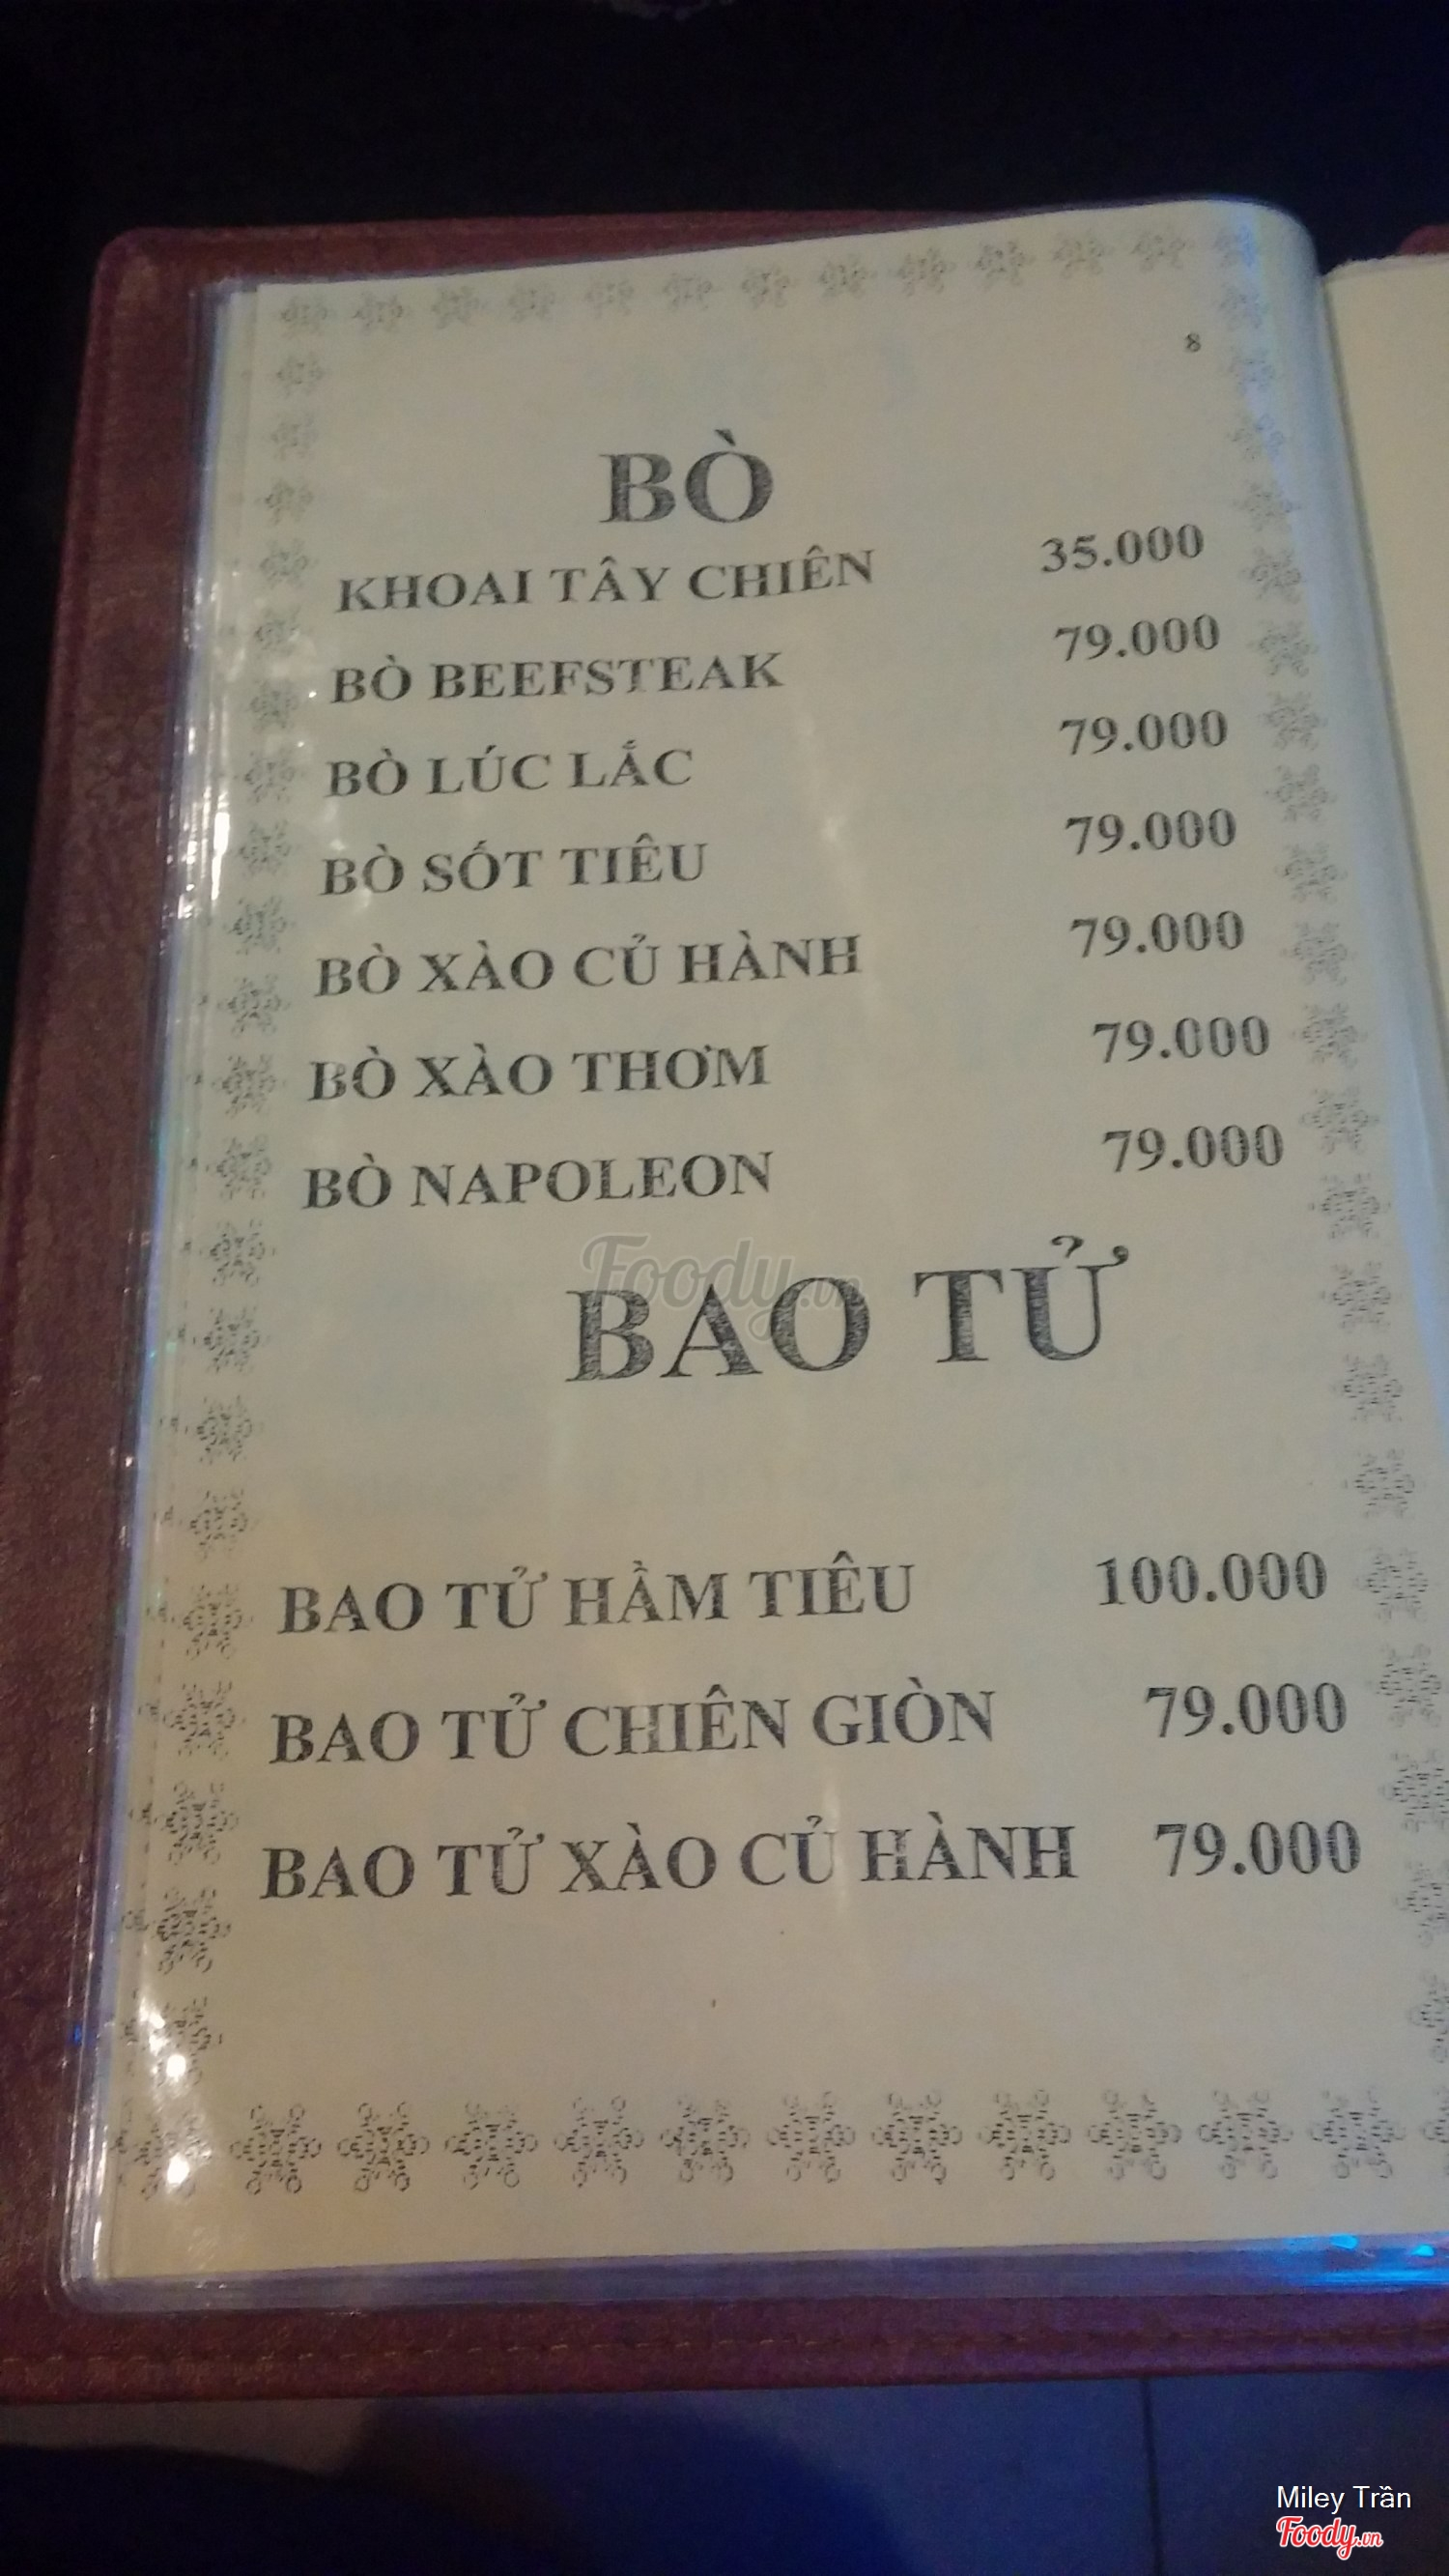 8
BÒ
KHOAI TÂY CHIÊN 35.000
BÒ BEEFSTEAK 79.000
BÒ LÚC LẮC 79.000
BÒ SỐT TIÊU 79.000
BÒ XÀO CỦ HÀNH 79.000
BÒ XÀO THƠM 79.000
BÒ NAPOLEON 79.000
Foody.vn
BAO TỬ
BAO TỬ HẦM TIÊU 100.000
BAO TỬ CHIÊN GIÒN 79.000
BAO TỬ XÀO CỦ HÀNH 79.000
Miley Trần
Foody.vn